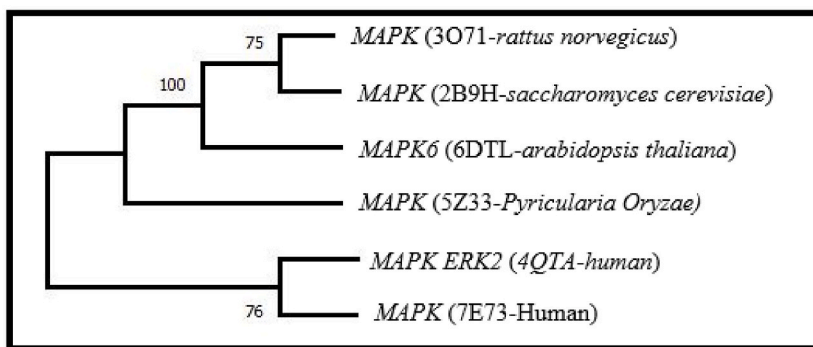 75
MAPK (3O71-rattus norvegicus)
MAPK (2B9H-saccharomyces cerevisiae)
100
MAPK6 (6DTL-arabidopsis thaliana)
MAPK (5Z33-Pyricularia Oryzae)
MAPK ERK2 (4QTA-human)
76
MAPK (7E73-Human)